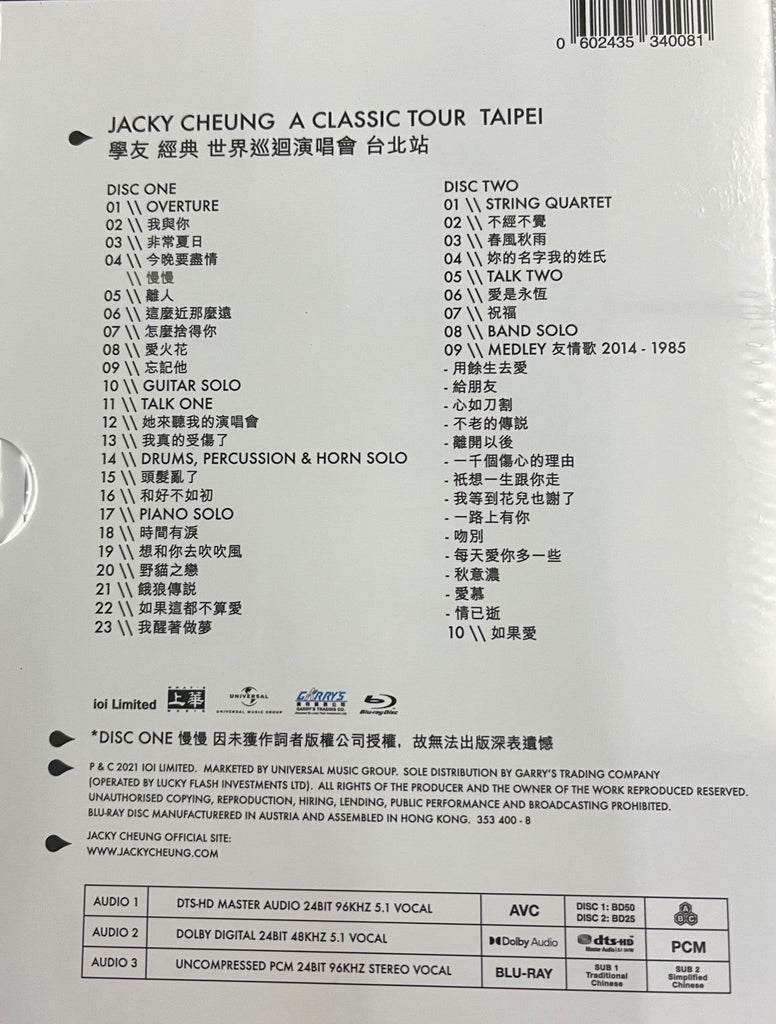 0 602435 340081
JACKY CHEUNG A CLASSIC TOUR TAIPEI
學友 經典 世界巡迴演唱會 台北站
DISC ONE
01 \\ OVERTURE
02 \\ 我與你
03 \\ 非常夏日
04 \\ 今晚要盡情
\\ 慢慢
05 \\ 離人
06 \\ 這麼近那麼遠
07 \\ 怎麼捨得你
08 \\ 愛火花
09 \\ 忘記他
10 \\ GUITAR SOLO
11 \\ TALK ONE
12 \\ 她來聽我的演唱會
13 \\ 我真的受傷了
14 \\ DRUMS, PERCUSSION & HORN SOLO
15 \\ 頭髮亂了
16 \\ 和好不如初
17 \\ PIANO SOLO
18 \\ 時間有淚
19 \\ 想和你去吹吹風
20 \\ 野貓之戀
21 \\ 餓狼傳說
22 \\ 如果這都不算愛
23 \\ 我醒著做夢
DISC TWO
01 \\ STRING QUARTET
02 \\ 不經不覺
03 \\ 春風秋雨
04 \\ 妳的名字我的姓氏
05 \\ TALK TWO
06 \\ 愛是永恆
07 \\ 祝福
08 \\ BAND SOLO
09 \\ MEDLEY 友情歌 2014 - 1985
- 用餘生去愛
- 給朋友
- 心如刀割
- 不老的傳說
- 離開以後
- 一千個傷心的理由
- 祇想一生跟你走
- 我等到花兒也謝了
- 一路上有你
- 吻別
- 每天愛你多一些
- 秋意濃
- 愛慕
- 情已逝
10 \\ 如果愛
ioi Limited
上華
UNIVERSAL
UNIVERSAL MUSIC GROUP
GARRY'S
GARRY'S TRADING CO.
Blu-ray Disc
*DISC ONE 慢慢 因未獲作詞者版權公司授權，故無法出版深表遺憾
P & C 2021 IOI LIMITED. MARKETED BY UNIVERSAL MUSIC GROUP. SOLE DISTRIBUTION BY GARRY'S TRADING COMPANY
(OPERATED BY LUCKY FLASH INVESTMENTS LTD). ALL RIGHTS OF THE PRODUCER AND THE OWNER OF THE WORK REPRODUCED RESERVED.
UNAUTHORISED COPYING, REPRODUCTION, HIRING, LENDING, PUBLIC PERFORMANCE AND BROADCASTING PROHIBITED.
BLU-RAY DISC MANUFACTURERED IN AUSTRIA AND ASSEMBLED IN HONG KONG. 353 400 - 8
JACKY CHEUNG OFFICIAL SITE:
WWW.JACKYCHEUNG.COM
AUDIO 1 DTS-HD MASTER AUDIO 24BIT 96KHZ 5.1 VOCAL AVC DISC 1: BD50
DISC 2: BD25 A B C
AUDIO 2 DOLBY DIGITAL 24BIT 48KHZ 5.1 VOCAL Dolby Audio dts-HD
Master Audio PCM
AUDIO 3 UNCOMPRESSED PCM 24BIT 96KHZ STEREO VOCAL BLU-RAY SUB 1
Traditional
Chinese
SUB 2
Simplified
Chinese